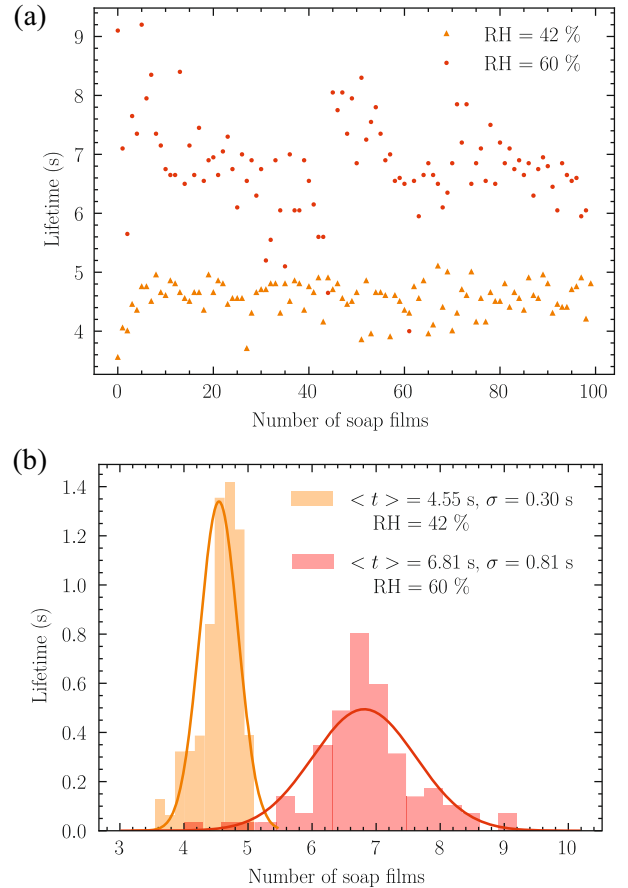 (a)
RH = 42 %
RH = 60 %
9
8
7
6
5
4
Lifetime (s)
0 20 40 60 80 100
Number of soap films
(b)
< t > = 4.55 s, σ = 0.30 s
RH = 42 %
< t > = 6.81 s, σ = 0.81 s
RH = 60 %
1.4
1.2
1.0
0.8
0.6
0.4
0.2
0.0
Lifetime (s)
3 4 5 6 7 8 9 10
Number of soap films